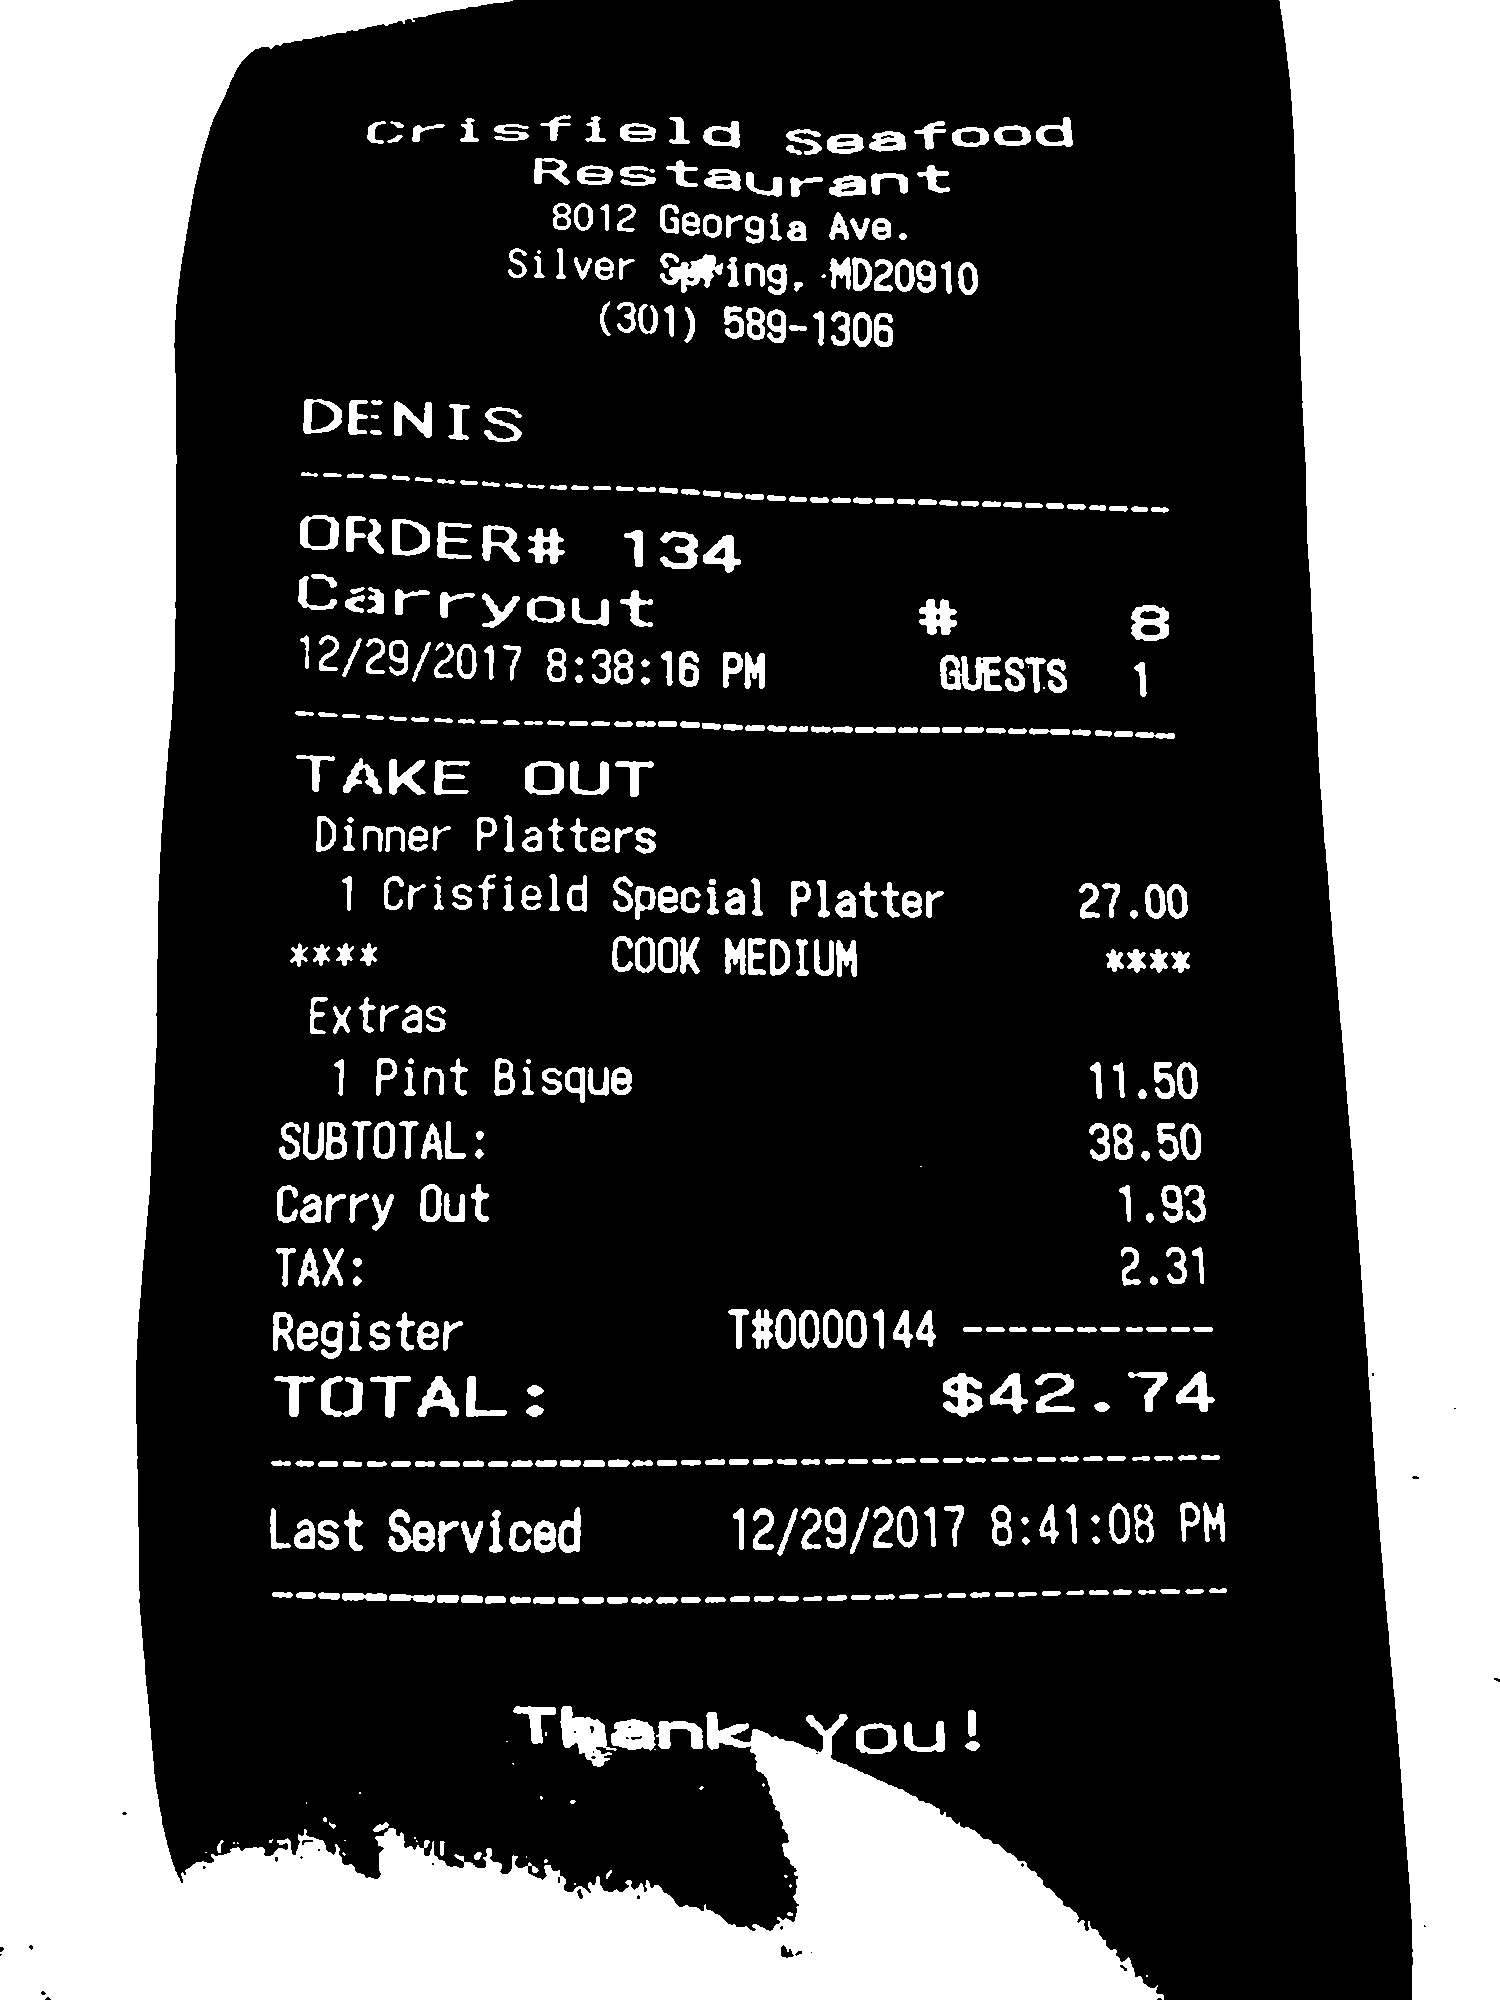 Crisfield Seafood
Restaurant
8012 Georgia Ave.
Silver Spring, MD20910
(301) 589-1306
DENIS
ORDER# 134
Carryout # 8
12/29/2017 8:38:16 PM GUESTS 1
TAKE OUT
Dinner Platters
1 Crisfield Special Platter 27.00
**** COOK MEDIUM ****
Extras
1 Pint Bisque 11.50
SUBTOTAL: 38.50
Carry Out 1.93
TAX: 2.31
Register T#0000144 -----------
TOTAL: $42.74
Last Serviced 12/29/2017 8:41:08 PM
Thank You!